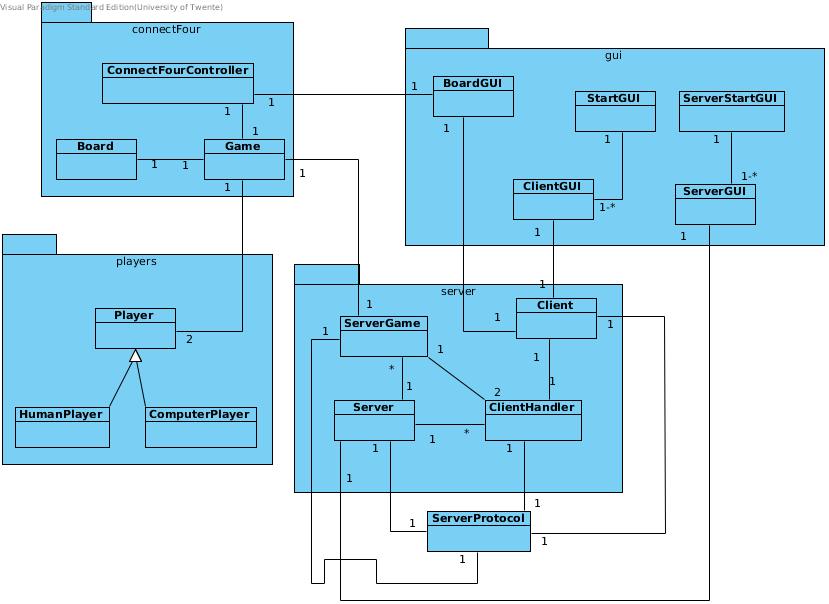 Visual Paradigm Standard Edition(University of Twente)
connectFour
gui
ConnectFourController
1
1
1
BoardGUI
1
StartGUI
1
ServerStartGUI
1
1
Board
1
1
Game
1
1
ClientGUI
1-*
1
ServerGUI
1-*
1
players
Player
2
HumanPlayer
ComputerPlayer
server
1
Client
1
1
1
1
ServerGame
1
1
1
*
1
2
Server
1
*
ClientHandler
1
1
1
1
1
ServerProtocol
1
1